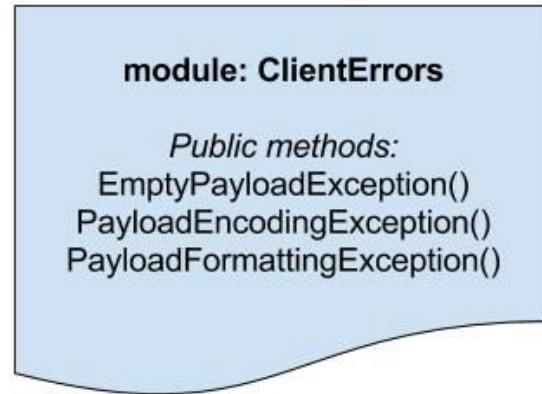 module: ClientErrors
Public methods:
EmptyPayloadException()
PayloadEncodingException()
PayloadFormattingException()